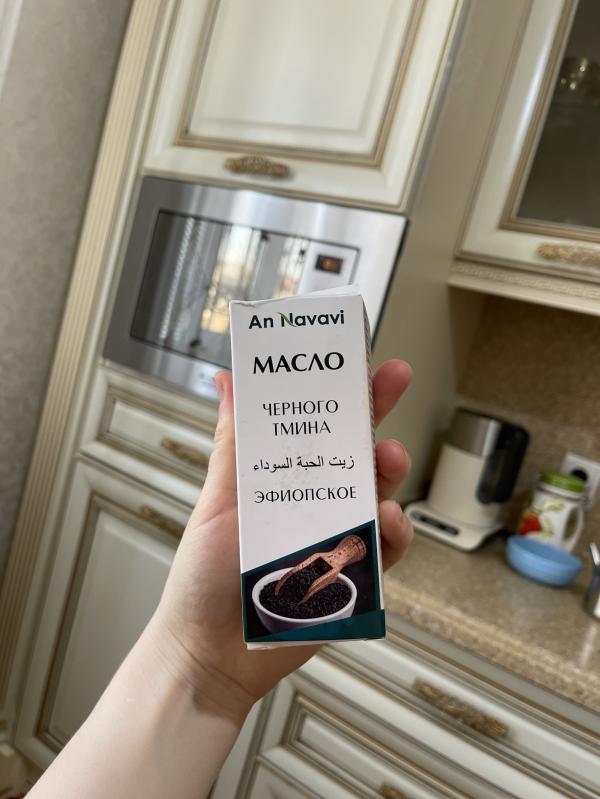 An Navavi
МАСЛО
ЧЕРНОГО
ТМИНА
زيت الحبة السوداء
ЭФИОПСКОЕ